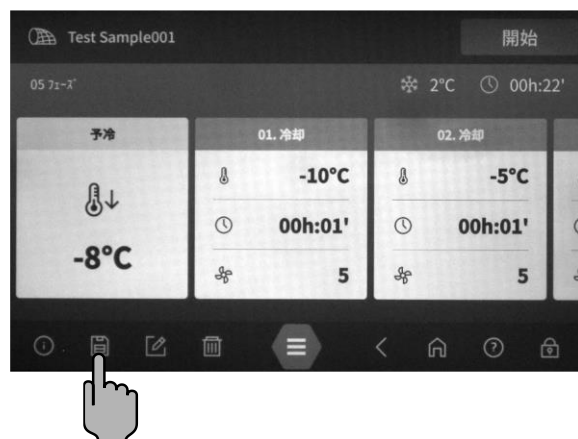 Test Sample001
開始
05 ﾌｪｰｽﾞ
2°C
00h:22'
予冷
-8°C
01. 冷却
-10°C
00h:01'
5
02. 冷却
-5°C
00h:01'
5